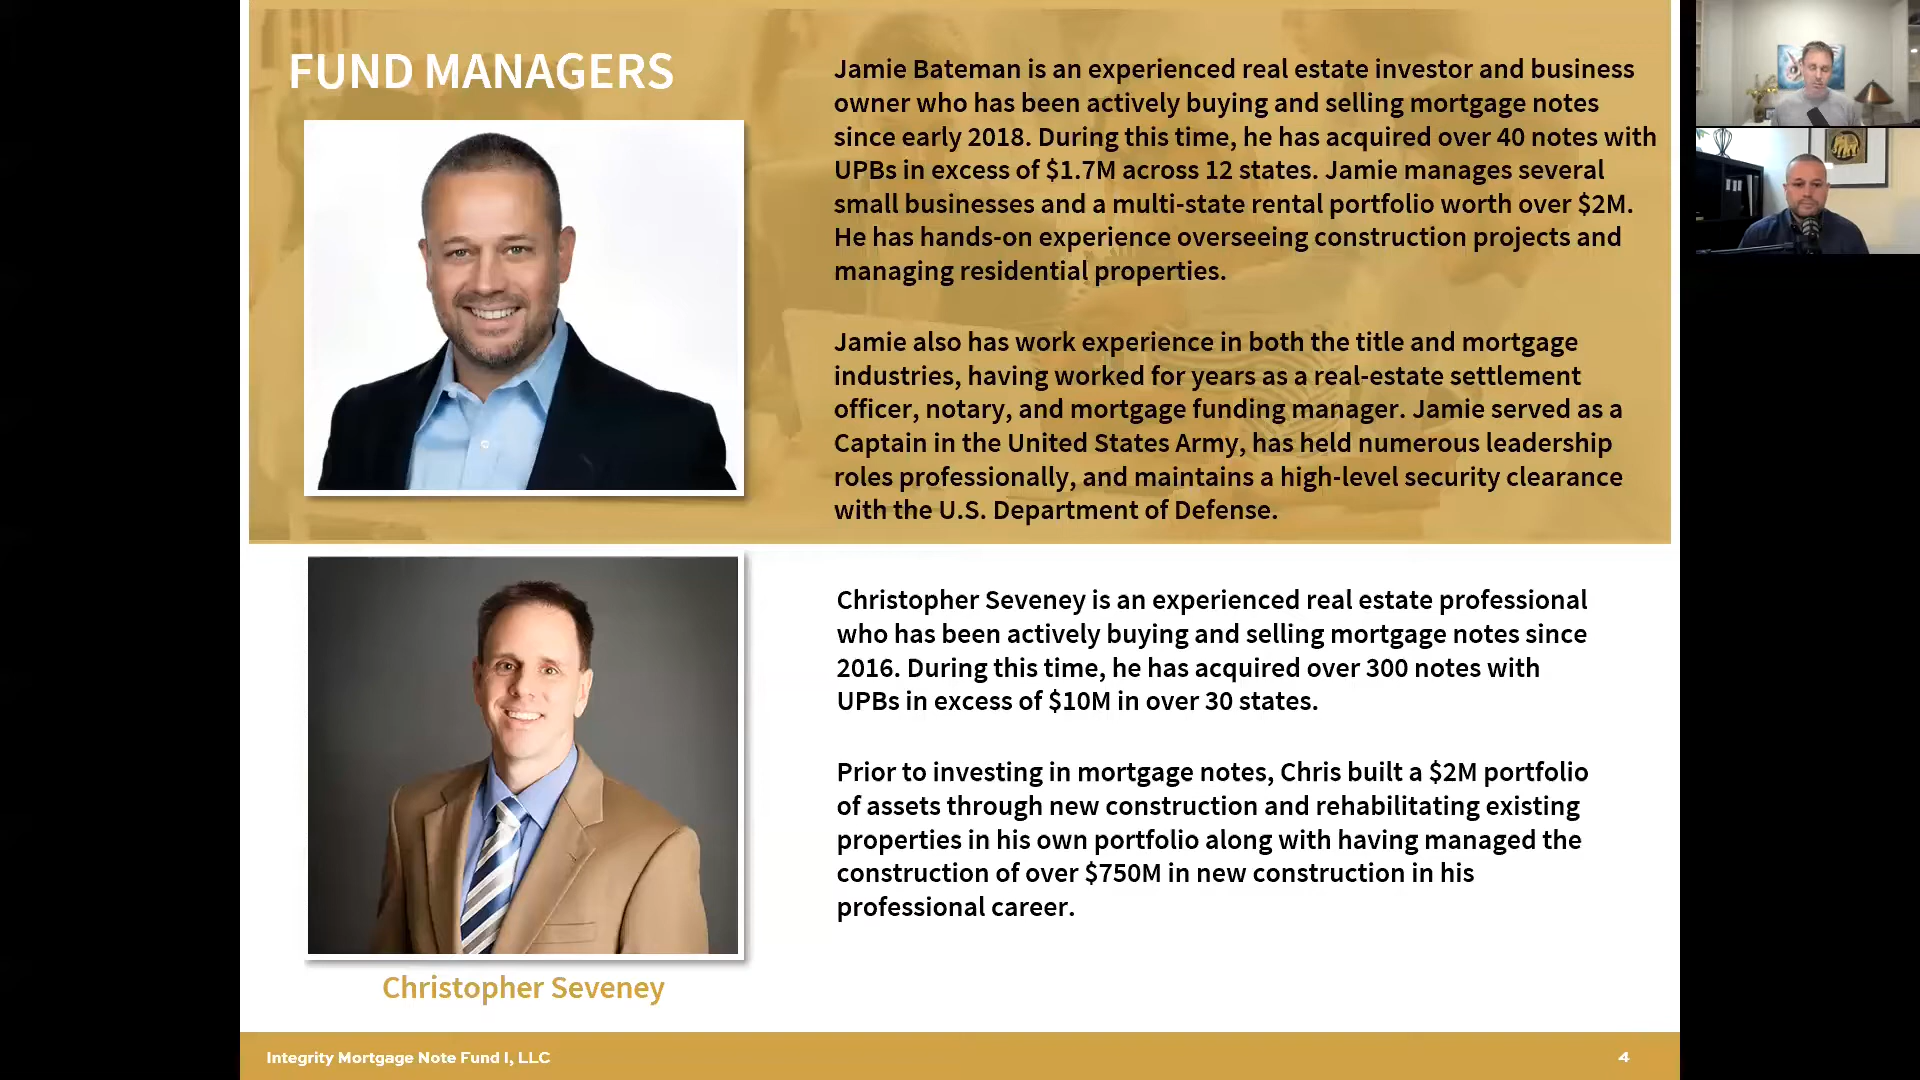 FUND MANAGERS
Jamie Bateman is an experienced real estate investor and business
owner who has been actively buying and selling mortgage notes
since early 2018. During this time, he has acquired over 40 notes with
UPBs in excess of $1.7M across 12 states. Jamie manages several
small businesses and a multi-state rental portfolio worth over $2M.
He has hands-on experience overseeing construction projects and
managing residential properties.
Jamie also has work experience in both the title and mortgage
industries, having worked for years as a real-estate settlement
officer, notary, and mortgage funding manager. Jamie served as a
Captain in the United States Army, has held numerous leadership
roles professionally, and maintains a high-level security clearance
with the U.S. Department of Defense.
Christopher Seveney is an experienced real estate professional
who has been actively buying and selling mortgage notes since
2016. During this time, he has acquired over 300 notes with
UPBs in excess of $10M in over 30 states.
Prior to investing in mortgage notes, Chris built a $2M portfolio
of assets through new construction and rehabilitating existing
properties in his own portfolio along with having managed the
construction of over $750M in new construction in his
professional career.
Christopher Seveney
Integrity Mortgage Note Fund I, LLC
4